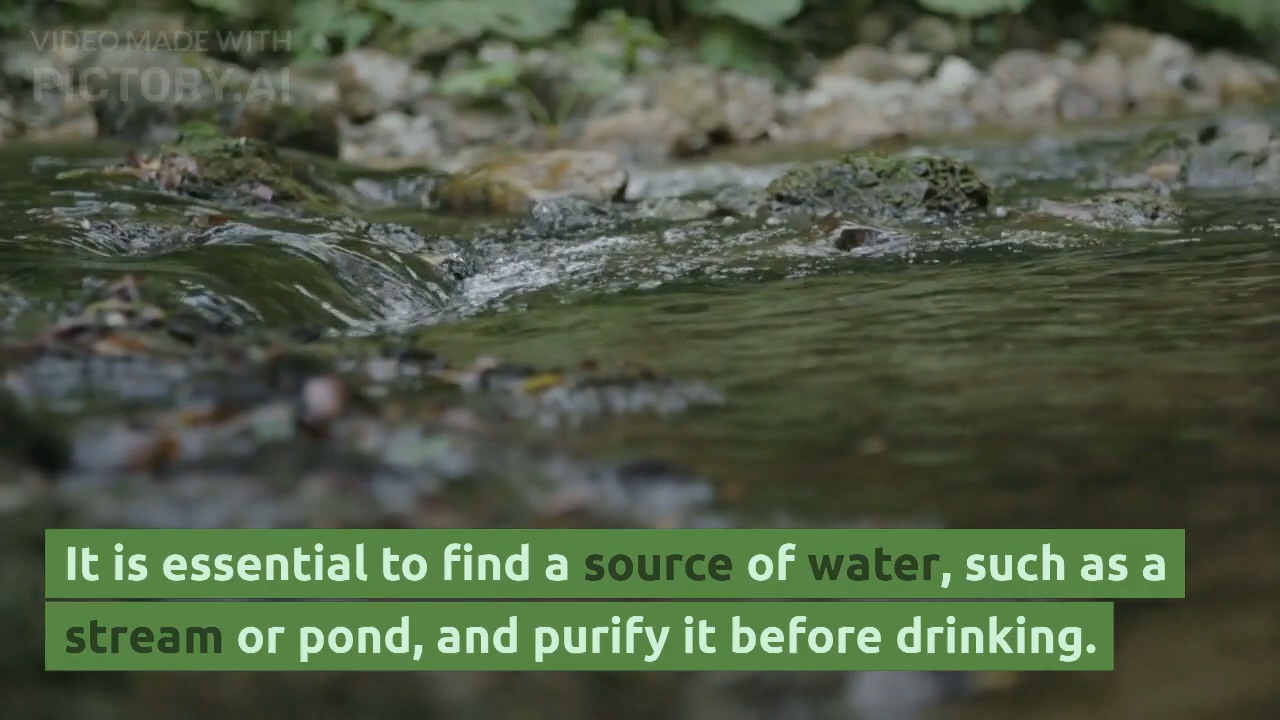 VIDEO MADE WITH
PICTORY.AI
It is essential to find a source of water, such as a
stream or pond, and purify it before drinking.